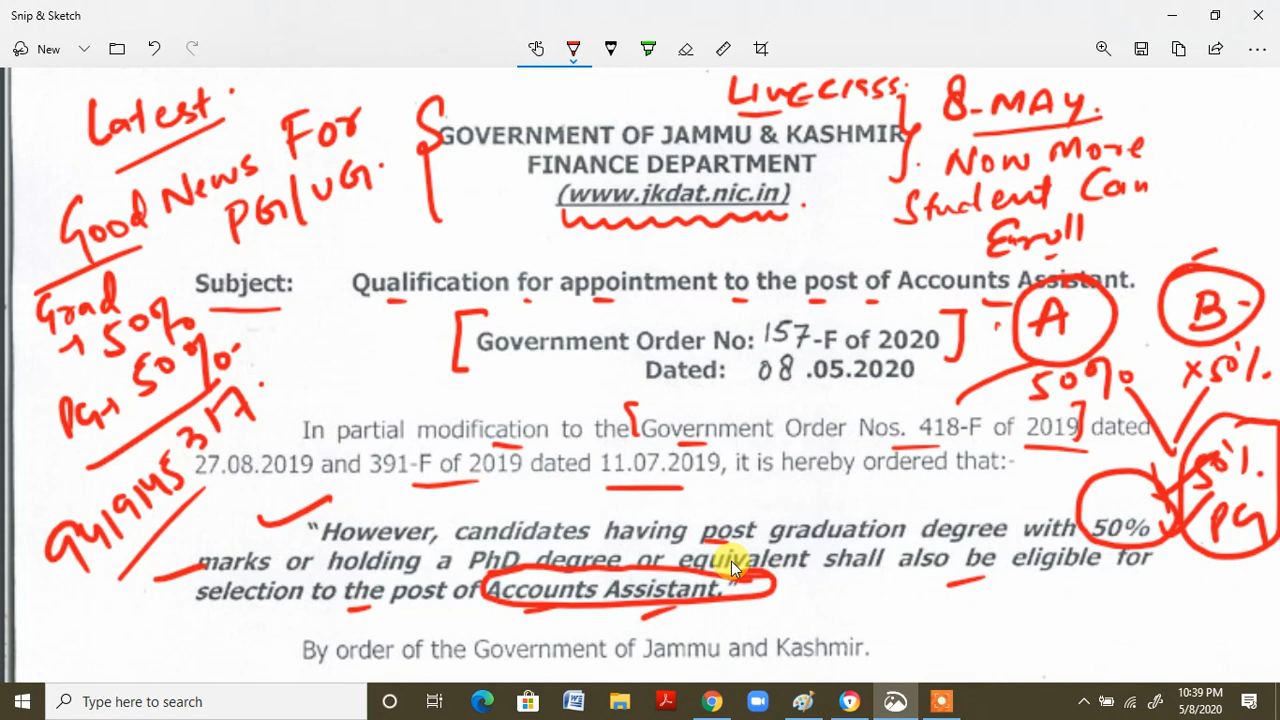 Snip & Sketch
New
Latest
Good News For
PG/UG.
Live class
8-MAY.
Now More
Student Can
Enroll
GOVERNMENT OF JAMMU & KASHMIR
FINANCE DEPARTMENT
(www.jkdat.nic.in)
Subject: Qualification for appointment to the post of Accounts Assistant.
Grad
→ 50%
PG→ 50%
9419145317
Government Order No: 157-F of 2020
Dated: 08 .05.2020
A
50%
B
x50%
50%
PG
In partial modification to the Government Order Nos. 418-F of 2019 dated
27.08.2019 and 391-F of 2019 dated 11.07.2019, it is hereby ordered that:-
"However, candidates having post graduation degree with 50%
marks or holding a PhD degree or equivalent shall also be eligible for
selection to the post of Accounts Assistant."
By order of the Government of Jammu and Kashmir.
Type here to search
10:39 PM
5/8/2020